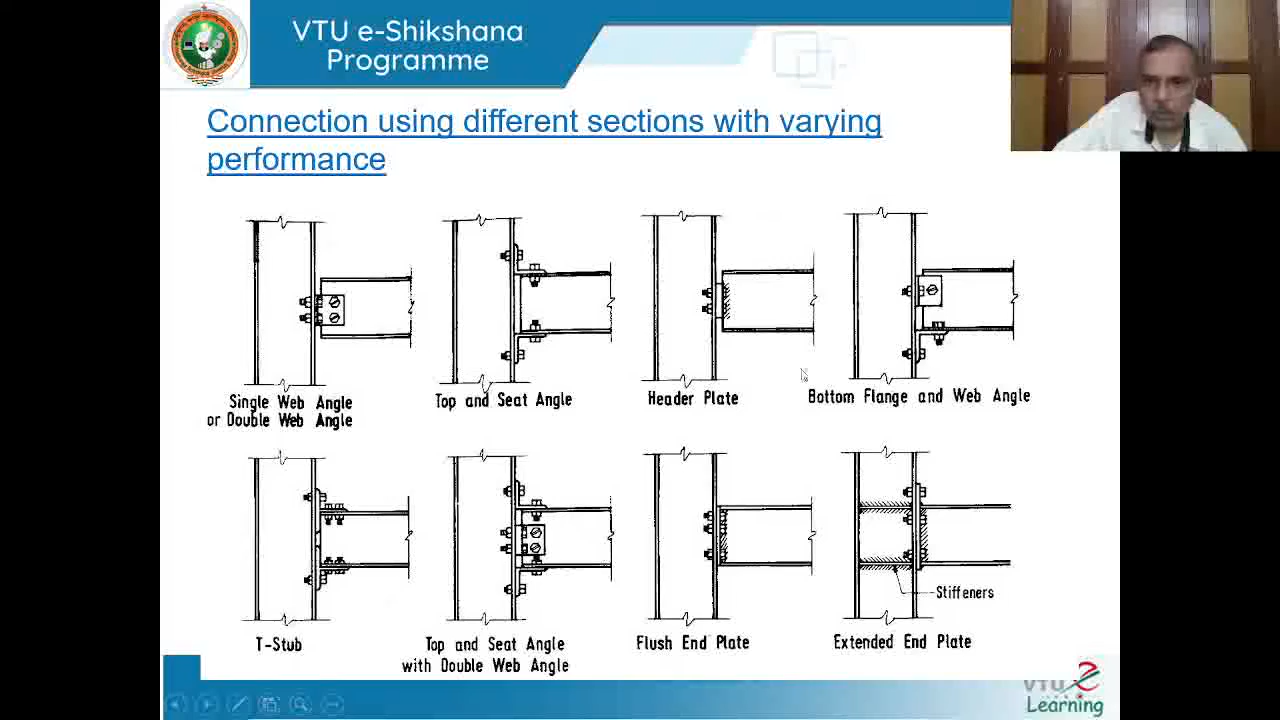 VTU e-Shikshana
Programme
Connection using different sections with varying
performance
Single Web Angle
or Double Web Angle
Top and Seat Angle
Header Plate
Bottom Flange and Web Angle
Stiffeners
T-Stub
Top and Seat Angle
with Double Web Angle
Flush End Plate
Extended End Plate
VTU e
Learning